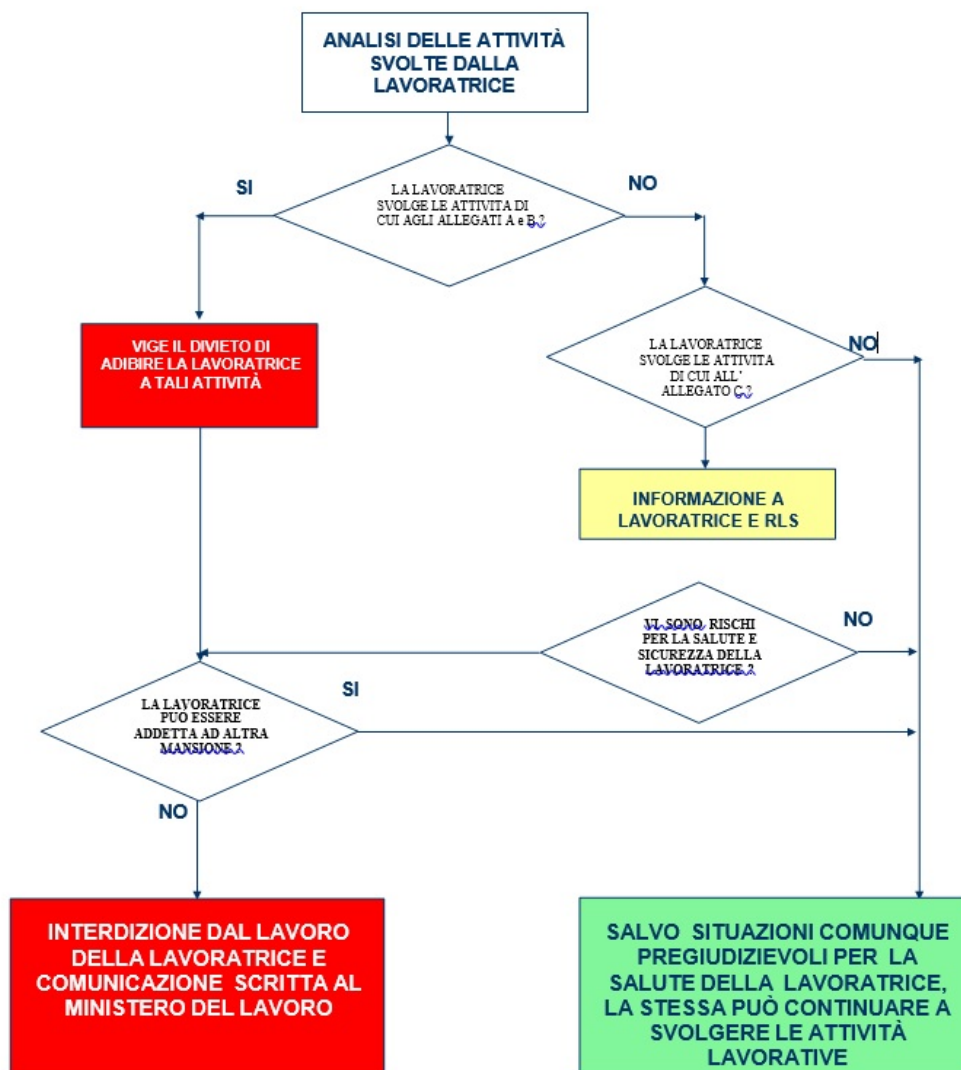 ANALISI DELLE ATTIVITÀ
SVOLTE DALLA
LAVORATRICE
SI
NO
LA LAVORATRICE
SVOLGE LE ATTIVITA DI
CUI AGLI ALLEGATI A e B ?
VIGE IL DIVIETO DI
ADIBIRE LA LAVORATRICE
A TALI ATTIVITÀ
NO
LA LAVORATRICE
SVOLGE LE ATTIVITA
DI CUI ALL'
ALLEGATO C ?
INFORMAZIONE A
LAVORATRICE E RLS
VI SONO RISCHI
PER LA SALUTE E
SICUREZZA DELLA
LAVORATRICE ?
NO
SI
LA LAVORATRICE
PUÒ ESSERE
ADDETTA AD ALTRA
MANSIONE ?
NO
INTERDIZIONE DAL LAVORO
DELLA LAVORATRICE E
COMUNICAZIONE SCRITTA AL
MINISTERO DEL LAVORO
SALVO SITUAZIONI COMUNQUE
PREGIUDIZIEVOLI PER LA
SALUTE DELLA LAVORATRICE,
LA STESSA PUÒ CONTINUARE A
SVOLGERE LE ATTIVITÀ
LAVORATIVE